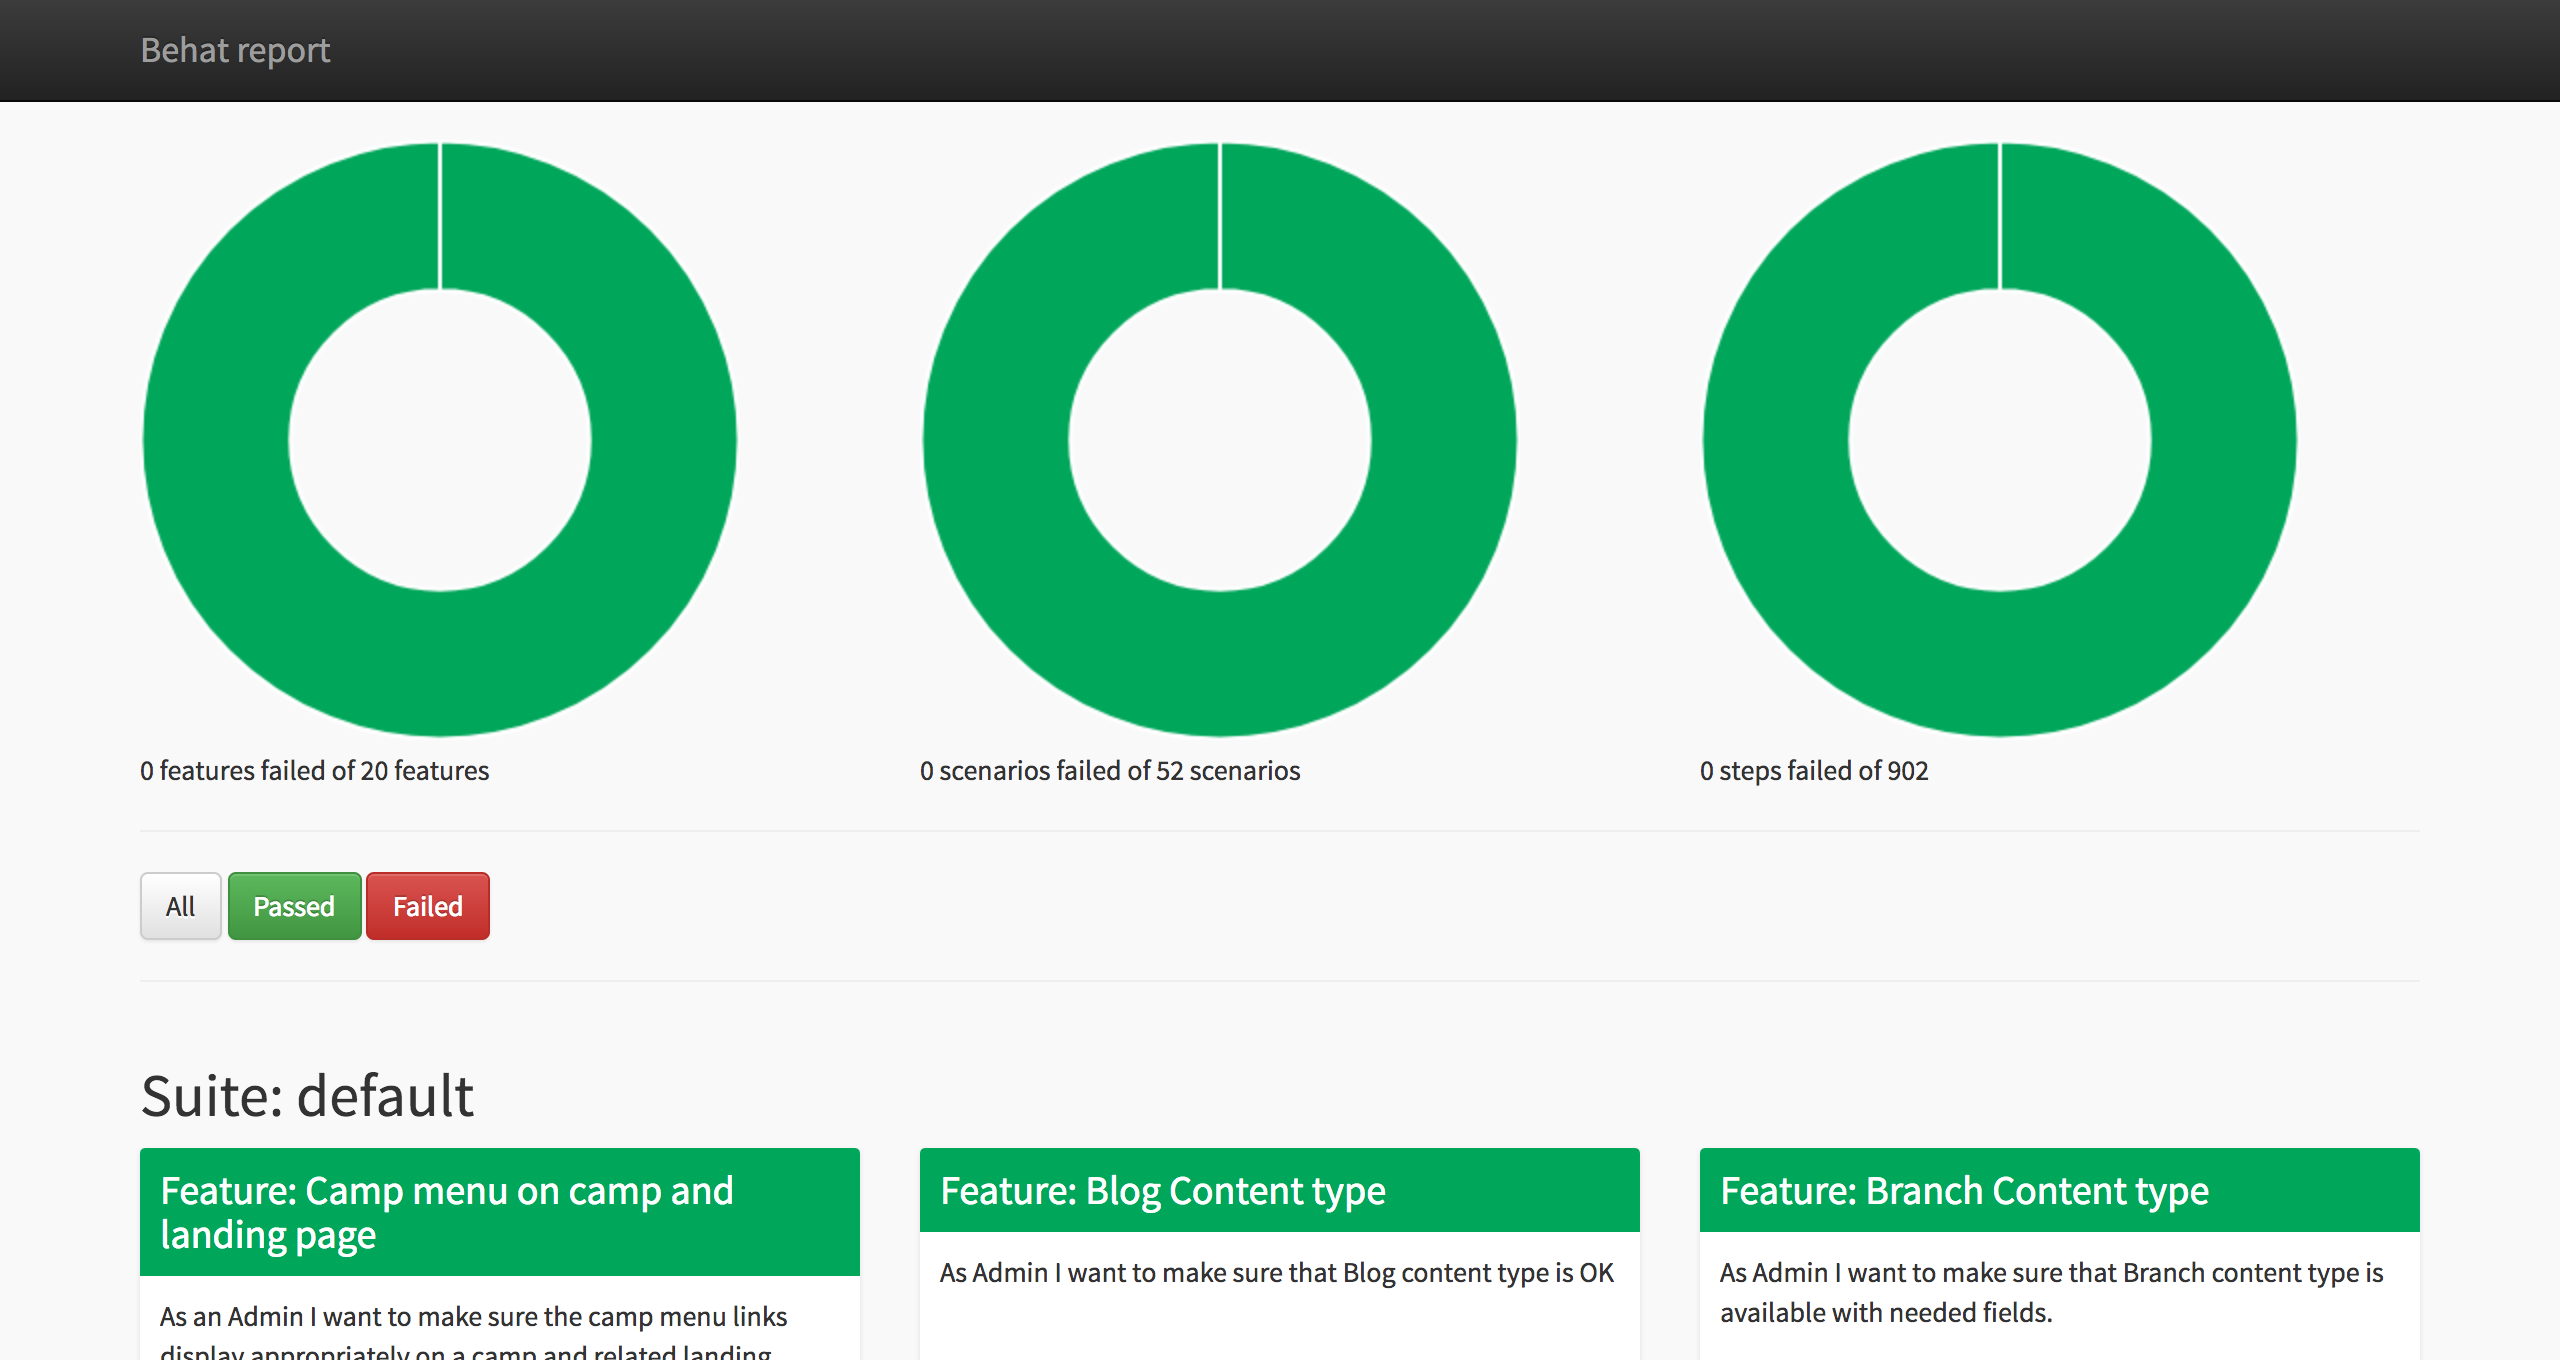 Behat report
0 features failed of 20 features
0 scenarios failed of 52 scenarios
0 steps failed of 902
All Passed Failed
Suite: default
Feature: Camp menu on camp and
landing page
As an Admin I want to make sure the camp menu links
display appropriately on a camp and related landing
Feature: Blog Content type
As Admin I want to make sure that Blog content type is OK
Feature: Branch Content type
As Admin I want to make sure that Branch content type is
available with needed fields.